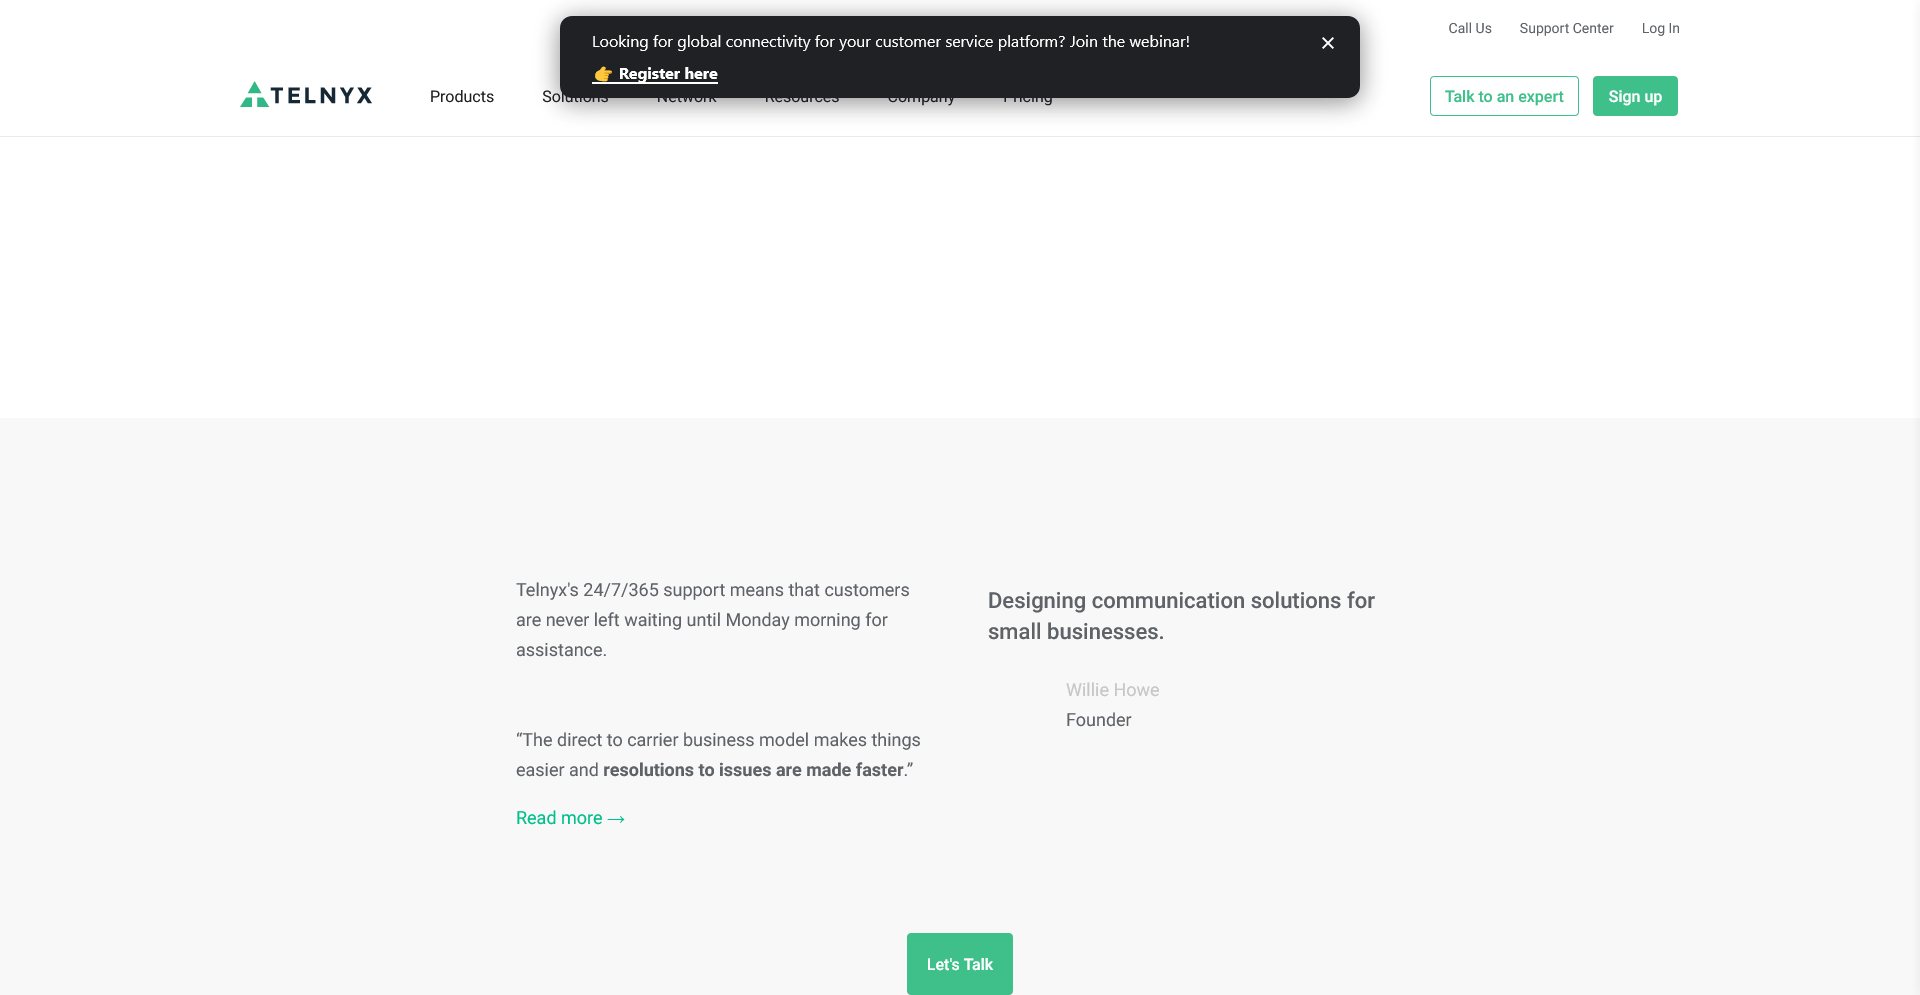 Looking for global connectivity for your customer service platform? Join the webinar!
👉 Register here
Call Us Support Center Log In
TELNYX
Products Solutions Network Resources Company Pricing
Talk to an expert Sign up
Telnyx's 24/7/365 support means that customers
are never left waiting until Monday morning for
assistance.
“The direct to carrier business model makes things
easier and resolutions to issues are made faster.”
Read more →
Designing communication solutions for
small businesses.
Willie Howe
Founder
Let's Talk